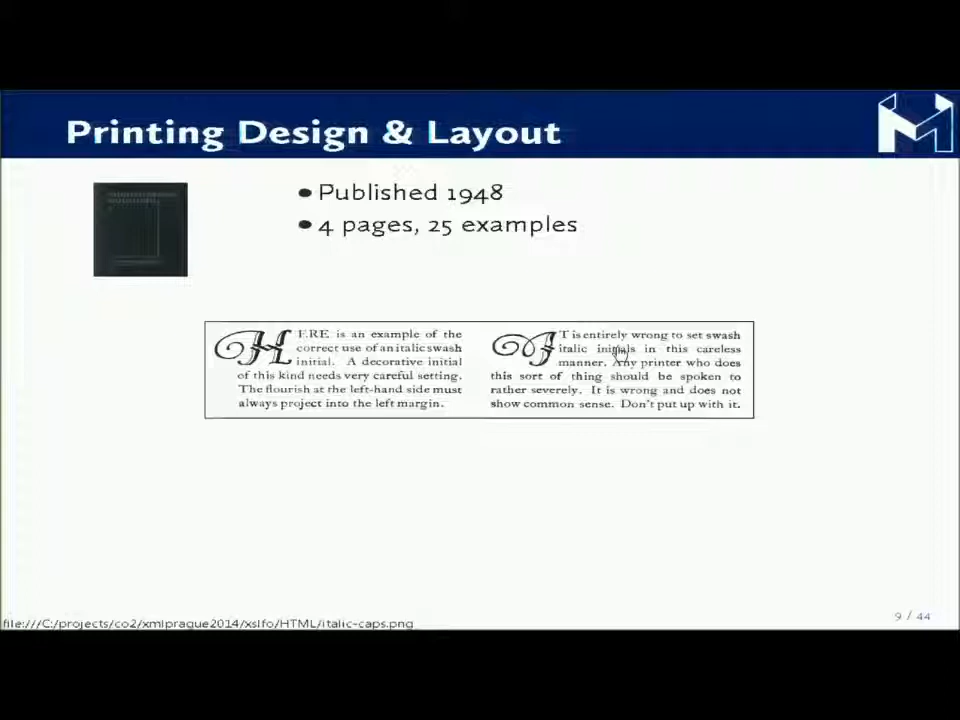 Printing Design & Layout
• Published 1948
• 4 pages, 25 examples
HERE is an example of the
correct use of an italic swash
initial. A decorative initial
of this kind needs very careful setting.
The flourish at the left-hand side must
always project into the left margin.
IT is entirely wrong to set swash
italic initials in this careless
manner. Any printer who does
this sort of thing should be spoken to
rather severely. It is wrong and does not
show common sense. Don't put up with it.
file:///C:/projects/co2/xmlprague2014/xslfo/HTML/italic-caps.png
9 / 44